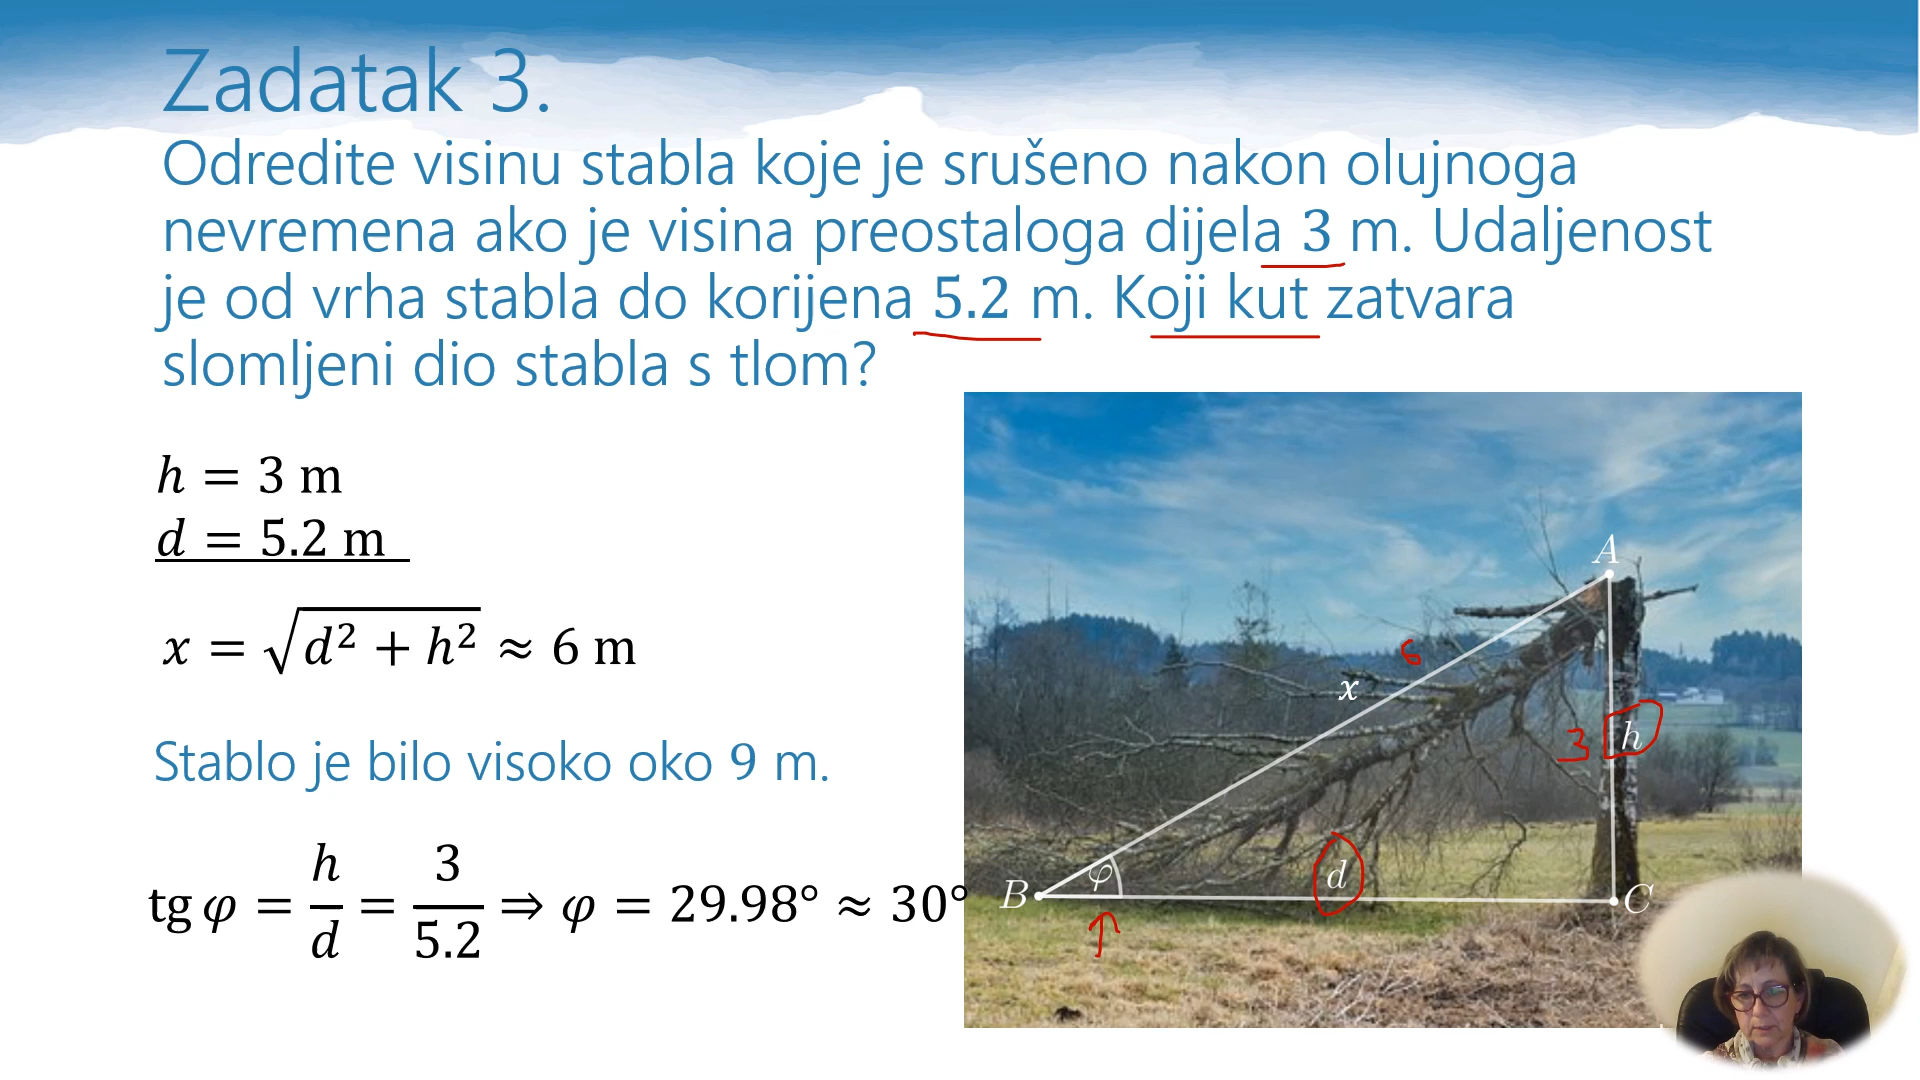 Zadatak 3.
Odredite visinu stabla koje je srušeno nakon olujnoga
nevremena ako je visina preostaloga dijela 3 m. Udaljenost
je od vrha stabla do korijena 5.2 m. Koji kut zatvara
slomljeni dio stabla s tlom?
h = 3 m
d = 5.2 m
x = √(d² + h²) ≈ 6 m
Stablo je bilo visoko oko 9 m.
tg φ = h/d = 3/5.2 ⇒ φ = 29.98° ≈ 30°
A
6
x
3 h
φ
d
B
C